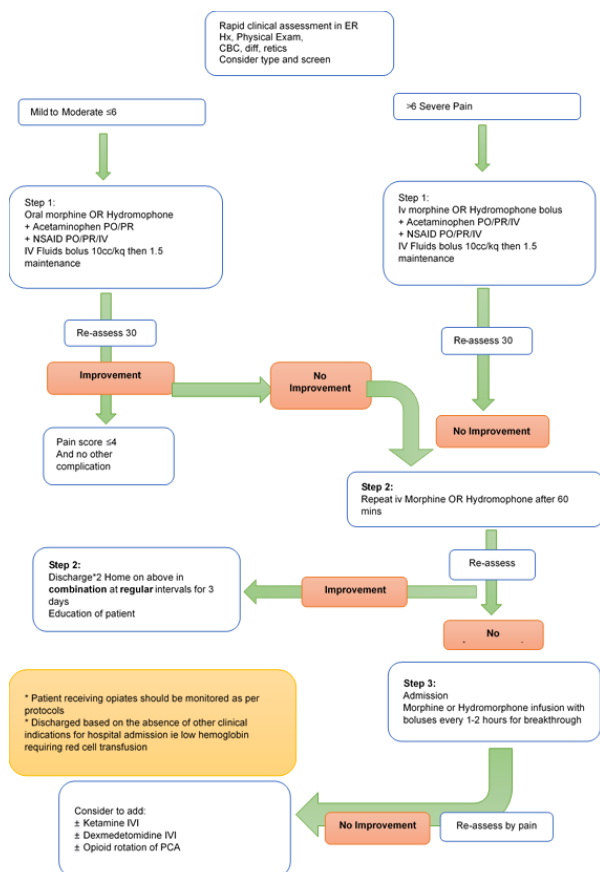 Rapid clinical assessment in ER
Hx, Physical Exam,
CBC, diff, retics
Consider type and screen
Mild to Moderate ≤6
>6 Severe Pain
Step 1:
Oral morphine OR Hydromophone
+ Acetaminophen PO/PR
+ NSAID PO/PR/IV
IV Fluids bolus 10cc/kq then 1.5
maintenance
Step 1:
Iv morphine OR Hydromophone bolus
+ Acetaminophen PO/PR/IV
+ NSAID PO/PR/IV
IV Fluids bolus 10cc/kq then 1.5
maintenance
Re-assess 30
Re-assess 30
Improvement
No
Improvement
No Improvement
Pain score ≤4
And no other
complication
Step 2:
Repeat iv Morphine OR Hydromophone after 60
mins
Re-assess
Step 2:
Discharge*2 Home on above in
combination at regular intervals for 3
days
Education of patient
Improvement
No
Step 3:
Admission
Morphine or Hydromorphone infusion with
boluses every 1-2 hours for breakthrough
* Patient receiving opiates should be monitored as per
protocols
* Discharged based on the absence of other clinical
indications for hospital admission ie low hemoglobin
requiring red cell transfusion
Consider to add:
± Ketamine IVI
± Dexmedetomidine IVI
± Opioid rotation of PCA
No Improvement
Re-assess by pain